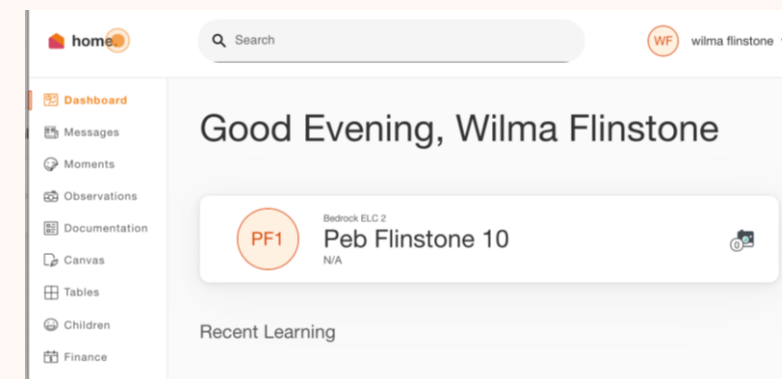 home.
Search
WF wilma flinstone
Dashboard
Messages
Moments
Observations
Documentation
Canvas
Tables
Children
Finance
Good Evening, Wilma Flinstone
PF1
Bedrock ELC 2
Peb Flinstone 10
N/A
0
Recent Learning